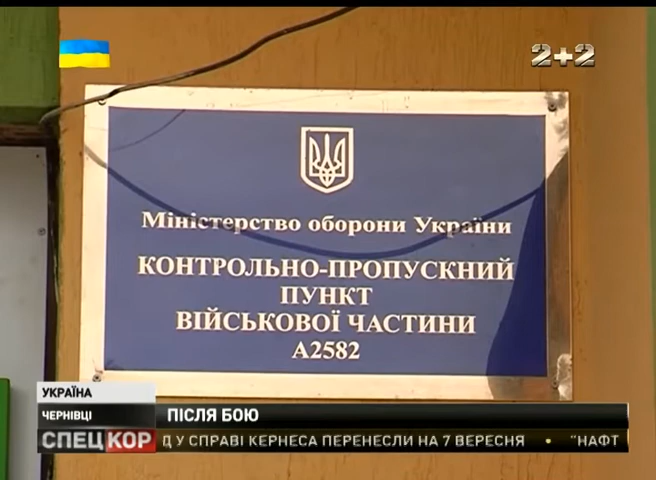 2+2
Міністерство оборони України
КОНТРОЛЬНО-ПРОПУСКНИЙ
ПУНКТ
ВІЙСЬКОВОЇ ЧАСТИНИ
А2582
УКРАЇНА
ЧЕРНІВЦІ
ПІСЛЯ БОЮ
СПЕЦКОР
Д У СПРАВІ КЕРНЕСА ПЕРЕНЕСЛИ НА 7 ВЕРЕСНЯ • "НАФТ